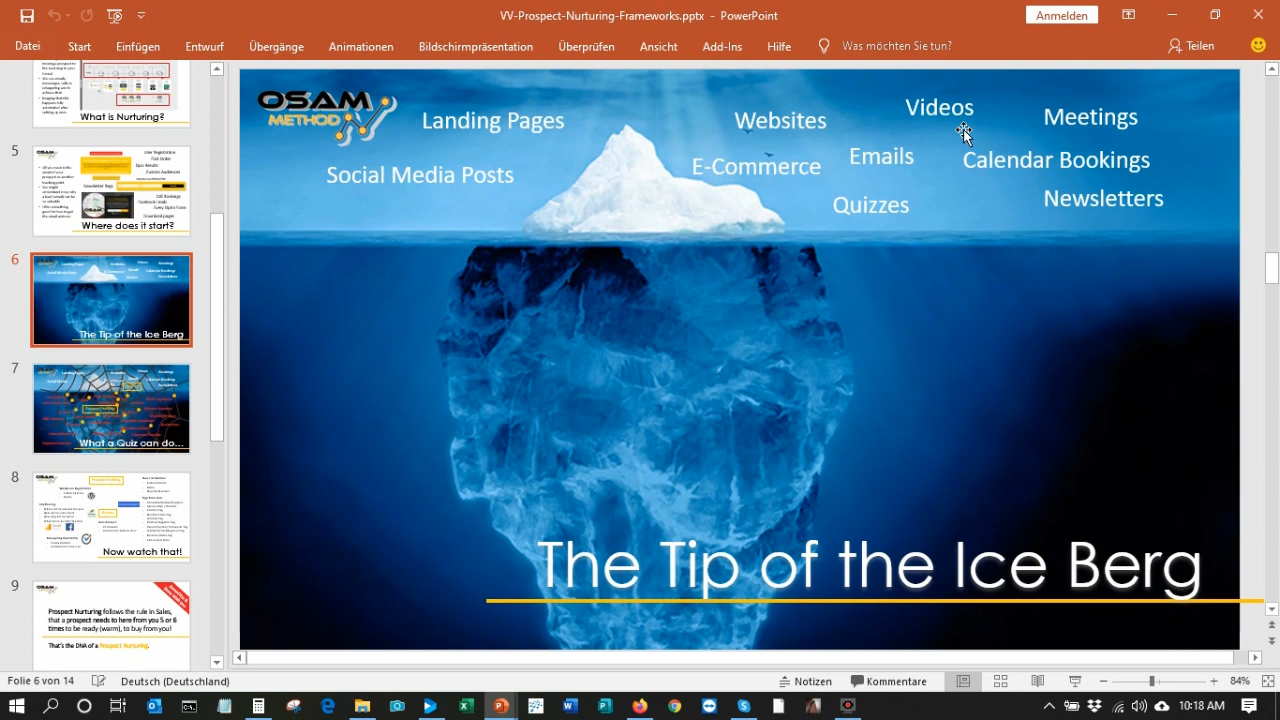 VV-Prospect-Nurturing-Frameworks.pptx - PowerPoint
Anmelden
Datei Start Einfügen Entwurf Übergänge Animationen Bildschirmpräsentation Überprüfen Ansicht Add-Ins Hilfe Was möchten Sie tun? Teilen
What is Nurturing?
5
Where does it start?
6
The Tip of the Ice Berg
7
What a Quiz can do...
8
Now watch that!
9
Prospect Nurturing follows the rule in Sales,
that a prospect needs to here from you 5 or 6
times to be ready (warm), to buy from you!
That's the DNA of a Prospect Nurturing.
OSAM
METHOD
Landing Pages
Websites
Videos
Meetings
Social Media Posts
E-Commerce
Emails
Calendar Bookings
Quizzes
Newsletters
The Tip of the Ice Berg
Folie 6 von 14 Deutsch (Deutschland) Notizen Kommentare 84%
10:18 AM